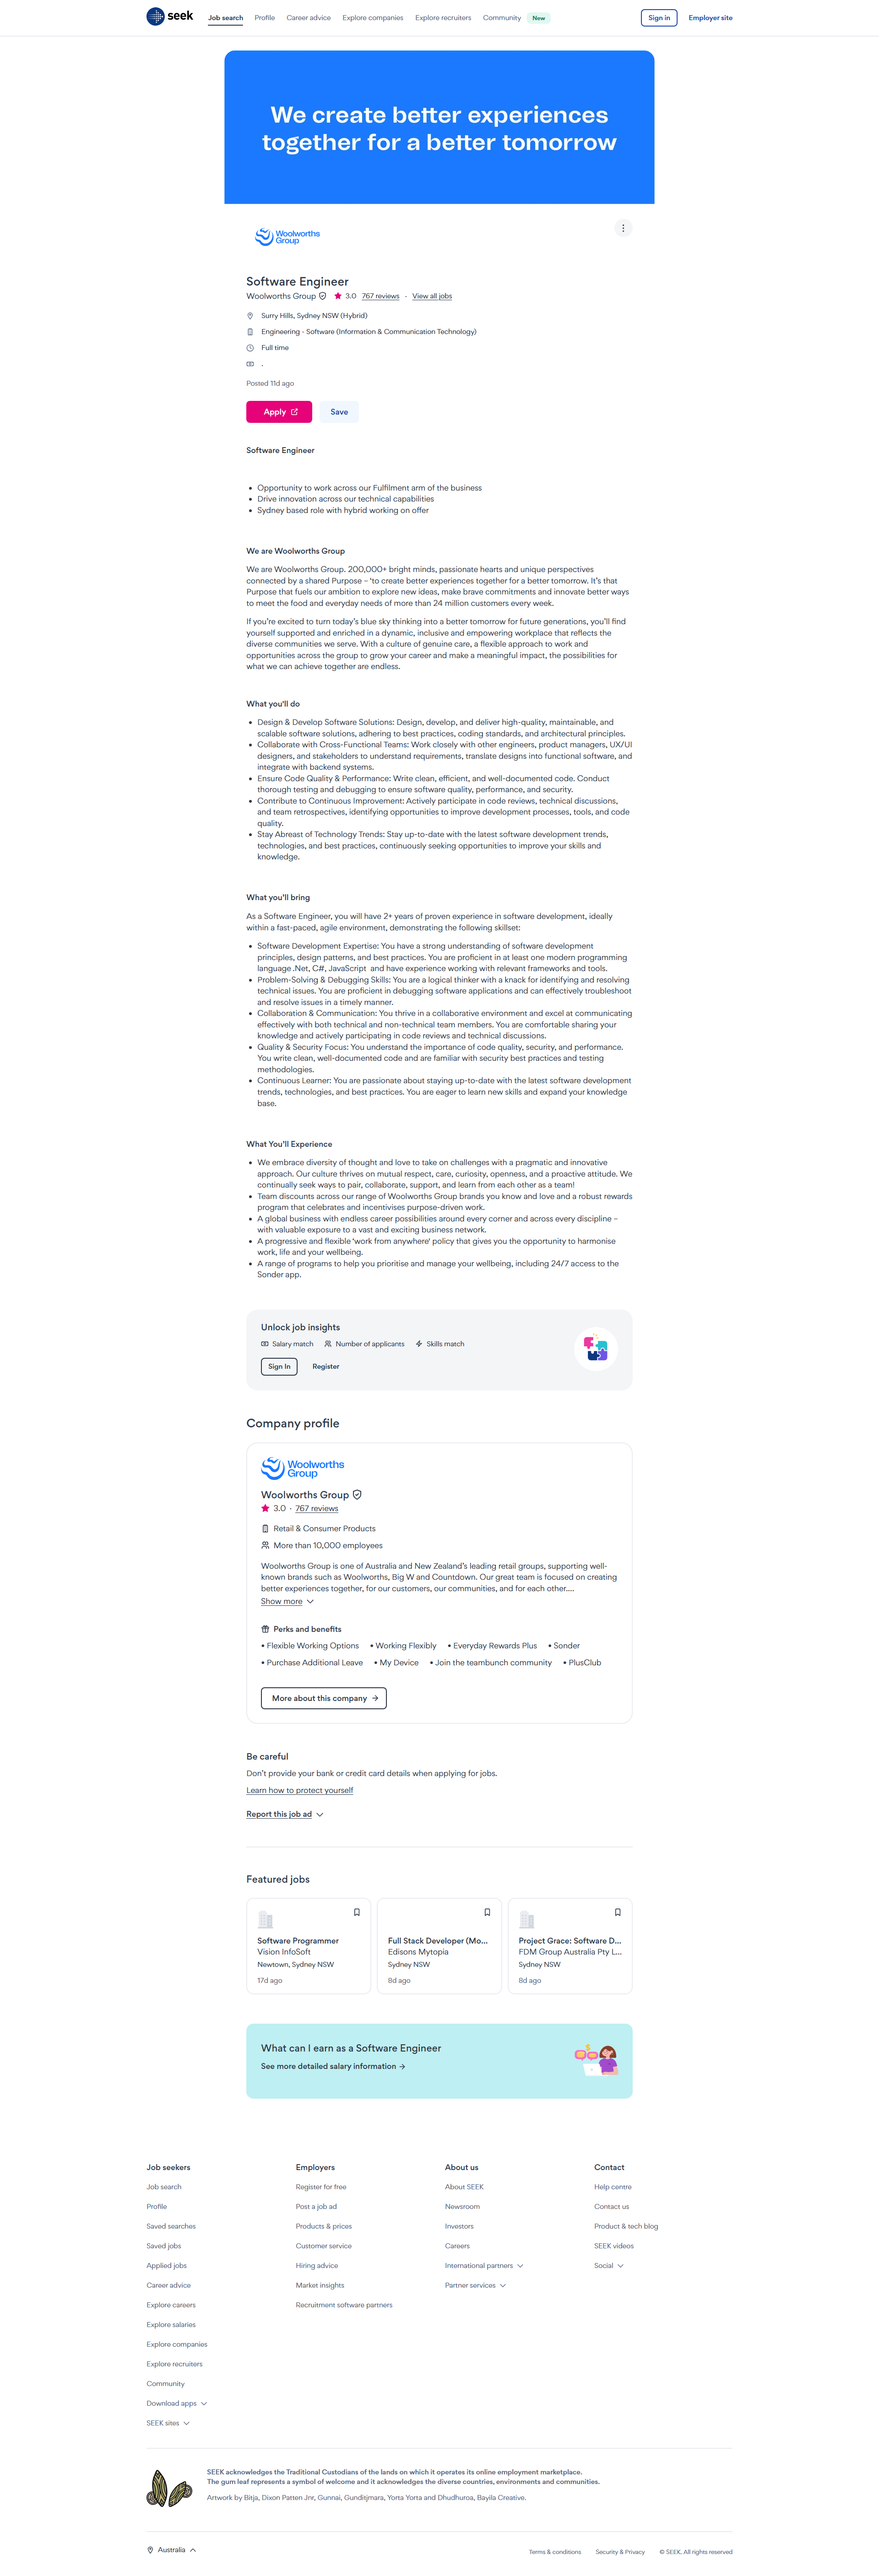 seek
Job search
Profile
Career advice
Explore companies
Explore recruiters
Community
New
Sign in
Employer site
We create better experiences
together for a better tomorrow
Woolworths
Group
Software Engineer
Woolworths Group 3.0 767 reviews · View all jobs
Surry Hills, Sydney NSW (Hybrid)
Engineering - Software (Information & Communication Technology)
Full time
.
Posted 11d ago
Apply
Save
Software Engineer
• Opportunity to work across our Fulfilment arm of the business
• Drive innovation across our technical capabilities
• Sydney based role with hybrid working on offer
We are Woolworths Group
We are Woolworths Group. 200,000+ bright minds, passionate hearts and unique perspectives
connected by a shared Purpose – 'to create better experiences together for a better tomorrow. It's that
Purpose that fuels our ambition to explore new ideas, make brave commitments and innovate better ways
to meet the food and everyday needs of more than 24 million customers every week.
If you're excited to turn today's blue sky thinking into a better tomorrow for future generations, you'll find
yourself supported and enriched in a dynamic, inclusive and empowering workplace that reflects the
diverse communities we serve. With a culture of genuine care, a flexible approach to work and
opportunities across the group to grow your career and make a meaningful impact, the possibilities for
what we can achieve together are endless.
What you'll do
• Design & Develop Software Solutions: Design, develop, and deliver high-quality, maintainable, and
scalable software solutions, adhering to best practices, coding standards, and architectural principles.
• Collaborate with Cross-Functional Teams: Work closely with other engineers, product managers, UX/UI
designers, and stakeholders to understand requirements, translate designs into functional software, and
integrate with backend systems.
• Ensure Code Quality & Performance: Write clean, efficient, and well-documented code. Conduct
thorough testing and debugging to ensure software quality, performance, and security.
• Contribute to Continuous Improvement: Actively participate in code reviews, technical discussions,
and team retrospectives, identifying opportunities to improve development processes, tools, and code
quality.
• Stay Abreast of Technology Trends: Stay up-to-date with the latest software development trends,
technologies, and best practices, continuously seeking opportunities to improve your skills and
knowledge.
What you'll bring
As a Software Engineer, you will have 2+ years of proven experience in software development, ideally
within a fast-paced, agile environment, demonstrating the following skillset:
• Software Development Expertise: You have a strong understanding of software development
principles, design patterns, and best practices. You are proficient in at least one modern programming
language .Net, C#, JavaScript and have experience working with relevant frameworks and tools.
• Problem-Solving & Debugging Skills: You are a logical thinker with a knack for identifying and resolving
technical issues. You are proficient in debugging software applications and can effectively troubleshoot
and resolve issues in a timely manner.
• Collaboration & Communication: You thrive in a collaborative environment and excel at communicating
effectively with both technical and non-technical team members. You are comfortable sharing your
knowledge and actively participating in code reviews and technical discussions.
• Quality & Security Focus: You understand the importance of code quality, security, and performance.
You write clean, well-documented code and are familiar with security best practices and testing
methodologies.
• Continuous Learner: You are passionate about staying up-to-date with the latest software development
trends, technologies, and best practices. You are eager to learn new skills and expand your knowledge
base.
What You'll Experience
• We embrace diversity of thought and love to take on challenges with a pragmatic and innovative
approach. Our culture thrives on mutual respect, care, curiosity, openness, and a proactive attitude. We
continually seek ways to pair, collaborate, support, and learn from each other as a team!
• Team discounts across our range of Woolworths Group brands you know and love and a robust rewards
program that celebrates and incentivises purpose-driven work.
• A global business with endless career possibilities around every corner and across every discipline –
with valuable exposure to a vast and exciting business network.
• A progressive and flexible 'work from anywhere' policy that gives you the opportunity to harmonise
work, life and your wellbeing.
• A range of programs to help you prioritise and manage your wellbeing, including 24/7 access to the
Sonder app.
Unlock job insights
Salary match
Number of applicants
Skills match
Sign In
Register
Company profile
Woolworths
Group
Woolworths Group
3.0 · 767 reviews
Retail & Consumer Products
More than 10,000 employees
Woolworths Group is one of Australia and New Zealand's leading retail groups, supporting well-
known brands such as Woolworths, Big W and Countdown. Our great team is focused on creating
better experiences together, for our customers, our communities, and for each other....
Show more
Perks and benefits
• Flexible Working Options • Working Flexibly • Everyday Rewards Plus • Sonder
• Purchase Additional Leave • My Device • Join the teambunch community • PlusClub
More about this company
Be careful
Don't provide your bank or credit card details when applying for jobs.
Learn how to protect yourself
Report this job ad
Featured jobs
Software Programmer
Vision InfoSoft
Newtown, Sydney NSW
17d ago
Full Stack Developer (Mo...
Edisons Mytopia
Sydney NSW
8d ago
Project Grace: Software D...
FDM Group Australia Pty L...
Sydney NSW
8d ago
What can I earn as a Software Engineer
See more detailed salary information
Job seekers
Job search
Profile
Saved searches
Saved jobs
Applied jobs
Career advice
Explore careers
Explore salaries
Explore companies
Explore recruiters
Community
Download apps
SEEK sites
Employers
Register for free
Post a job ad
Products & prices
Customer service
Hiring advice
Market insights
Recruitment software partners
About us
About SEEK
Newsroom
Investors
Careers
International partners
Partner services
Contact
Help centre
Contact us
Product & tech blog
SEEK videos
Social
SEEK acknowledges the Traditional Custodians of the lands on which it operates its online employment marketplace.
The gum leaf represents a symbol of welcome and it acknowledges the diverse countries, environments and communities.
Artwork by Bitja, Dixon Patten Jnr, Gunnai, Gunditjmara, Yorta Yorta and Dhudhuroa, Bayila Creative.
Australia
Terms & conditions
Security & Privacy
© SEEK. All rights reserved